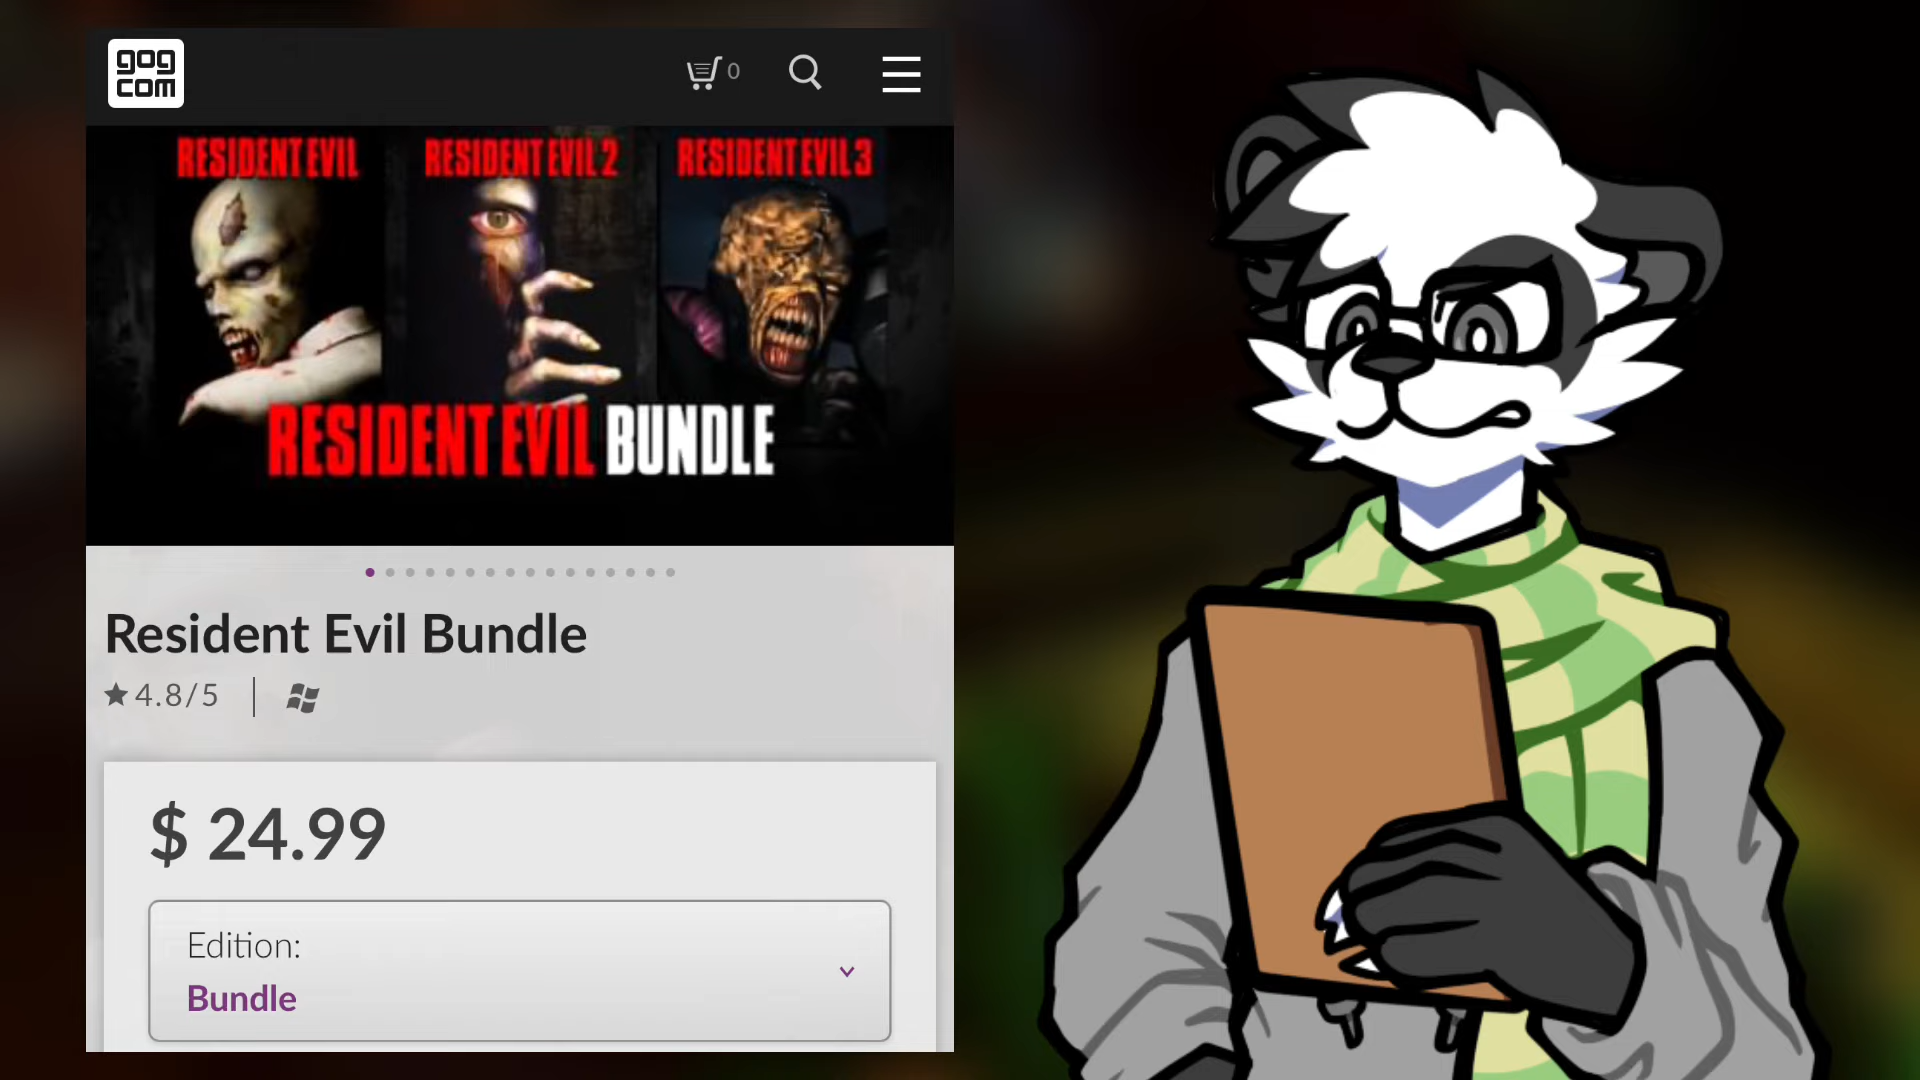 gog
com
0
RESIDENT EVIL
RESIDENT EVIL 2
RESIDENT EVIL 3
RESIDENT EVIL BUNDLE
Resident Evil Bundle
4.8/5
$ 24.99
Edition:
Bundle